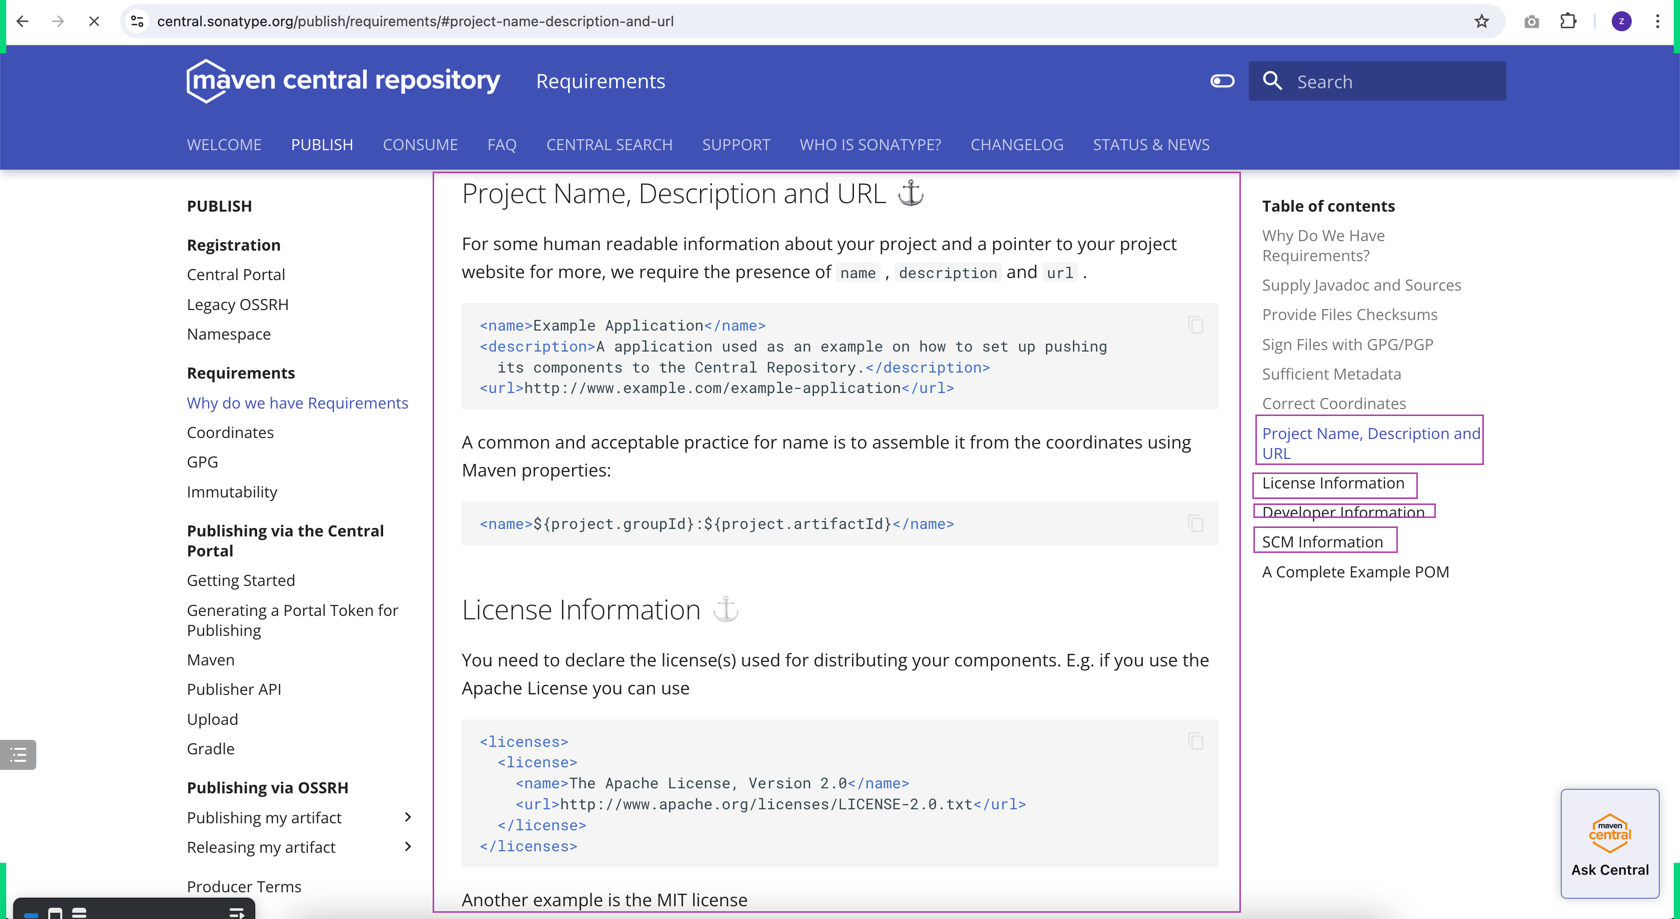 central.sonatype.org/publish/requirements/#project-name-description-and-url
z
maven central repository
Requirements
Search
WELCOME
PUBLISH
CONSUME
FAQ
CENTRAL SEARCH
SUPPORT
WHO IS SONATYPE?
CHANGELOG
STATUS & NEWS
PUBLISH
Registration
Central Portal
Legacy OSSRH
Namespace
Requirements
Why do we have Requirements
Coordinates
GPG
Immutability
Publishing via the Central
Portal
Getting Started
Generating a Portal Token for
Publishing
Maven
Publisher API
Upload
Gradle
Publishing via OSSRH
Publishing my artifact
Releasing my artifact
Producer Terms
Project Name, Description and URL
For some human readable information about your project and a pointer to your project
website for more, we require the presence of name , description and url .
<name>Example Application</name>
<description>A application used as an example on how to set up pushing
its components to the Central Repository.</description>
<url>http://www.example.com/example-application</url>
A common and acceptable practice for name is to assemble it from the coordinates using
Maven properties:
<name>${project.groupId}:${project.artifactId}</name>
License Information
You need to declare the license(s) used for distributing your components. E.g. if you use the
Apache License you can use
<licenses>
<license>
<name>The Apache License, Version 2.0</name>
<url>http://www.apache.org/licenses/LICENSE-2.0.txt</url>
</license>
</licenses>
Another example is the MIT license
Table of contents
Why Do We Have
Requirements?
Supply Javadoc and Sources
Provide Files Checksums
Sign Files with GPG/PGP
Sufficient Metadata
Correct Coordinates
Project Name, Description and
URL
License Information
Developer Information
SCM Information
A Complete Example POM
maven
central
Ask Central